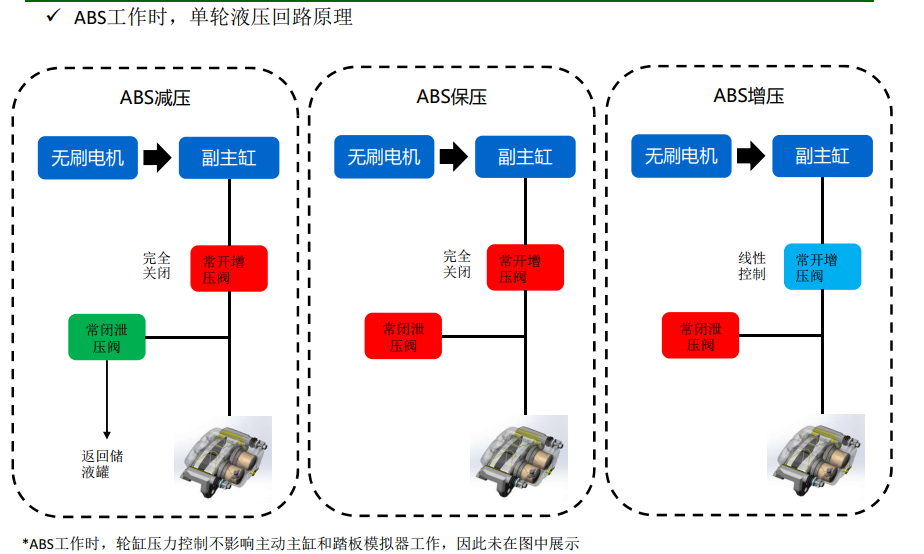 ✓ ABS工作时，单轮液压回路原理
ABS减压
无刷电机
副主缸
完全
关闭
常开增
压阀
常闭泄
压阀
返回储
液罐
ABS保压
无刷电机
副主缸
完全
关闭
常开增
压阀
常闭泄
压阀
ABS增压
无刷电机
副主缸
线性
控制
常开增
压阀
常闭泄
压阀
*ABS工作时，轮缸压力控制不影响主动主缸和踏板模拟器工作，因此未在图中展示